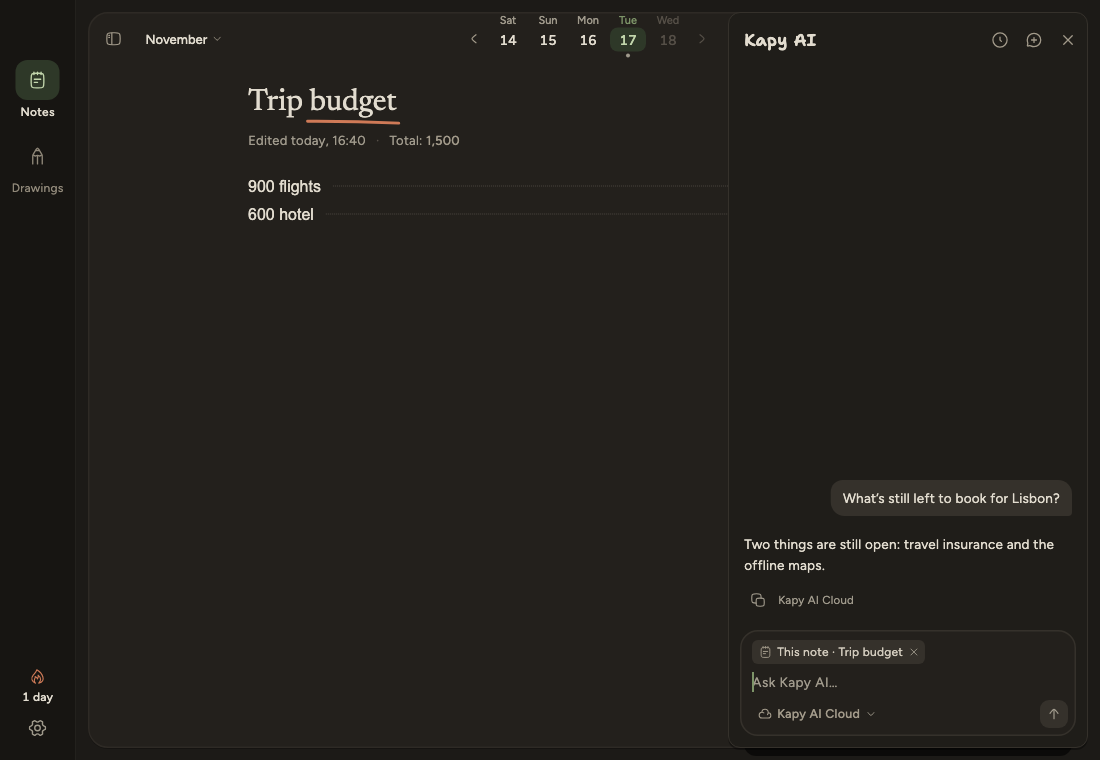 November
Sat Sun Mon Tue Wed
14 15 16 17 18
Notes
Drawings
Trip budget
Edited today, 16:40 · Total: 1,500
900 flights
600 hotel
1 day
Kapy AI
What's still left to book for Lisbon?
Two things are still open: travel insurance and the
offline maps.
Kapy AI Cloud
This note · Trip budget
Ask Kapy AI...
Kapy AI Cloud